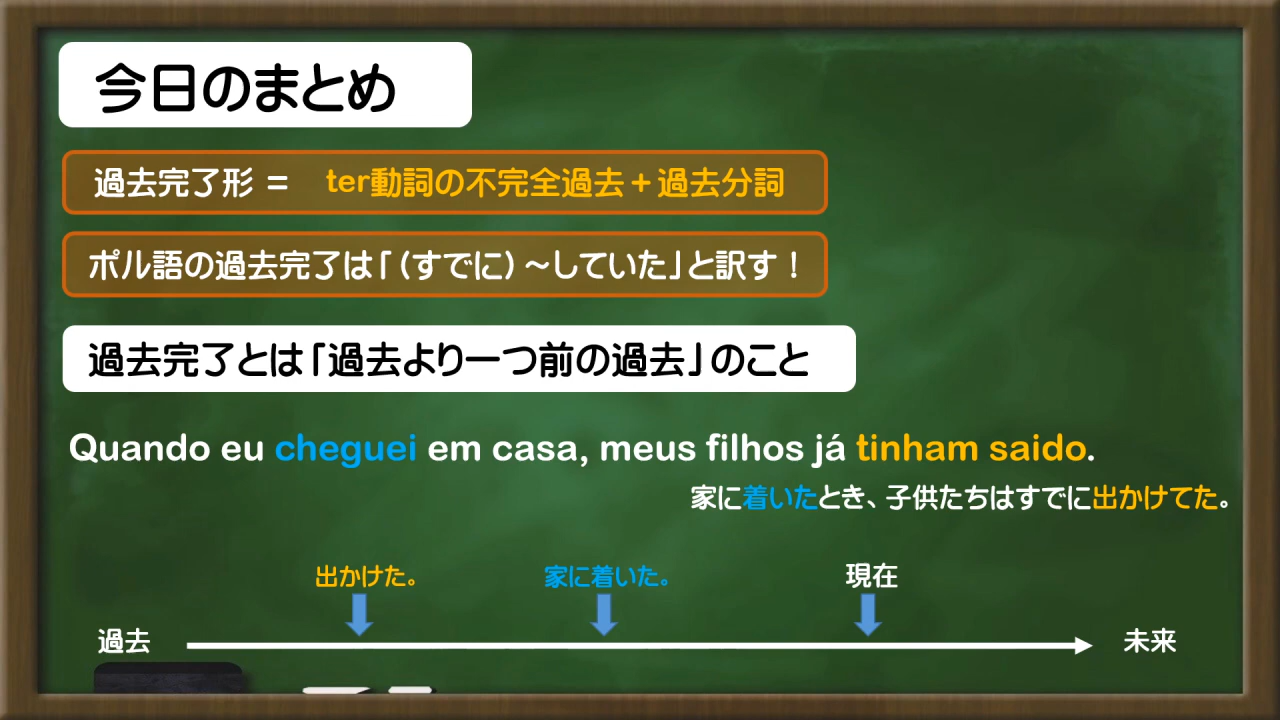 今日のまとめ
過去完了形 = ter動詞の不完全過去+過去分詞
ポル語の過去完了は「(すでに)~していた」と訳す!
過去完了とは「過去より一つ前の過去」のこと
Quando eu cheguei em casa, meus filhos já tinham saido.
家に着いたとき、子供たちはすでに出かけてた。
出かけた。 家に着いた。 現在
過去 未来